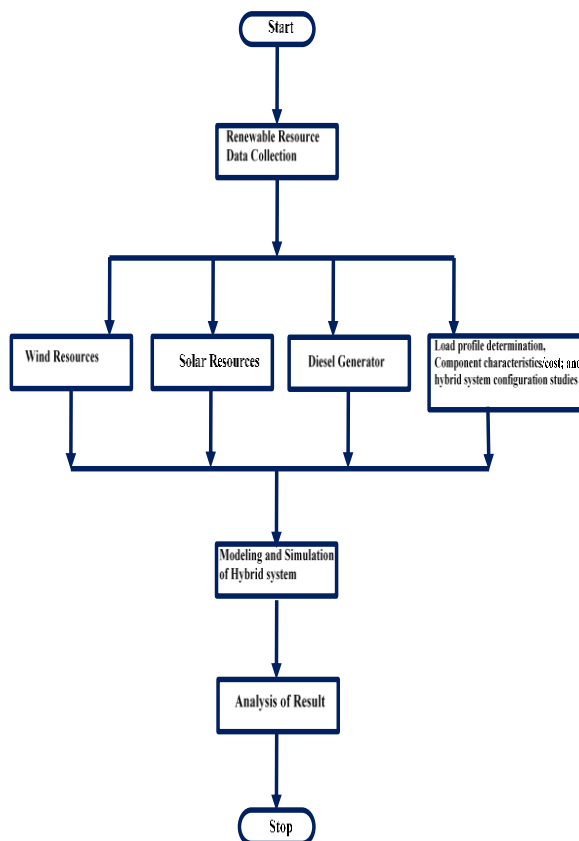 Start
Renewable Resource
Data Collection
Wind Resources
Solar Resources
Diesel Generator
Load profile determination,
Component characteristics/cost; and
hybrid system configuration studies
Modeling and Simulation
of Hybrid system
Analysis of Result
Stop